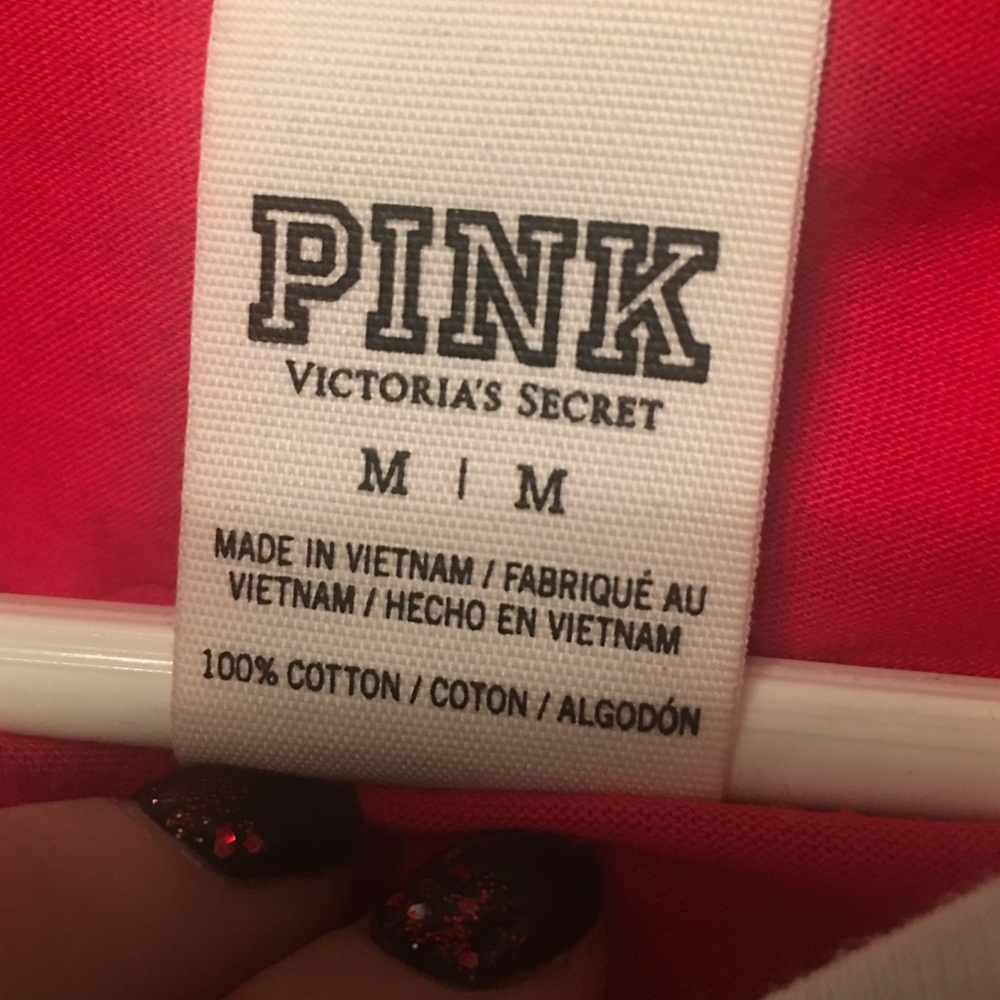 PINK
VICTORIA'S SECRET
M | M
MADE IN VIETNAM / FABRIQUÉ AU
VIETNAM / HECHO EN VIETNAM
100% COTTON / COTON / ALGODÓN